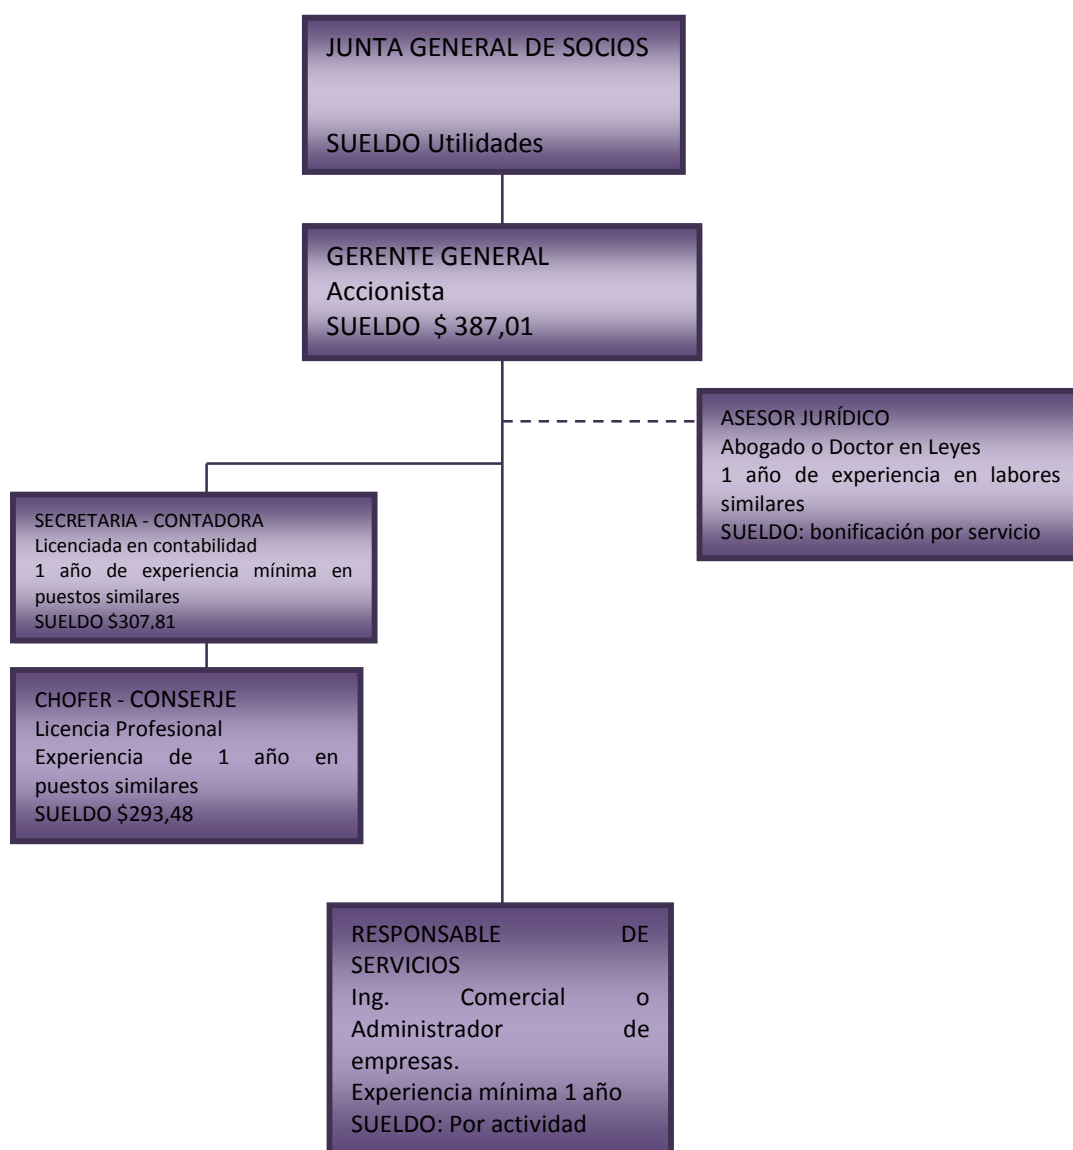 JUNTA GENERAL DE SOCIOS
SUELDO Utilidades
GERENTE GENERAL
Accionista
SUELDO $ 387,01
ASESOR JURÍDICO
Abogado o Doctor en Leyes
1 año de experiencia en labores
similares
SUELDO: bonificación por servicio
SECRETARIA - CONTADORA
Licenciada en contabilidad
1 año de experiencia mínima en
puestos similares
SUELDO $307,81
CHOFER - CONSERJE
Licencia Profesional
Experiencia de 1 año en
puestos similares
SUELDO $293,48
RESPONSABLE DE
SERVICIOS
Ing. Comercial o
Administrador de
empresas.
Experiencia mínima 1 año
SUELDO: Por actividad